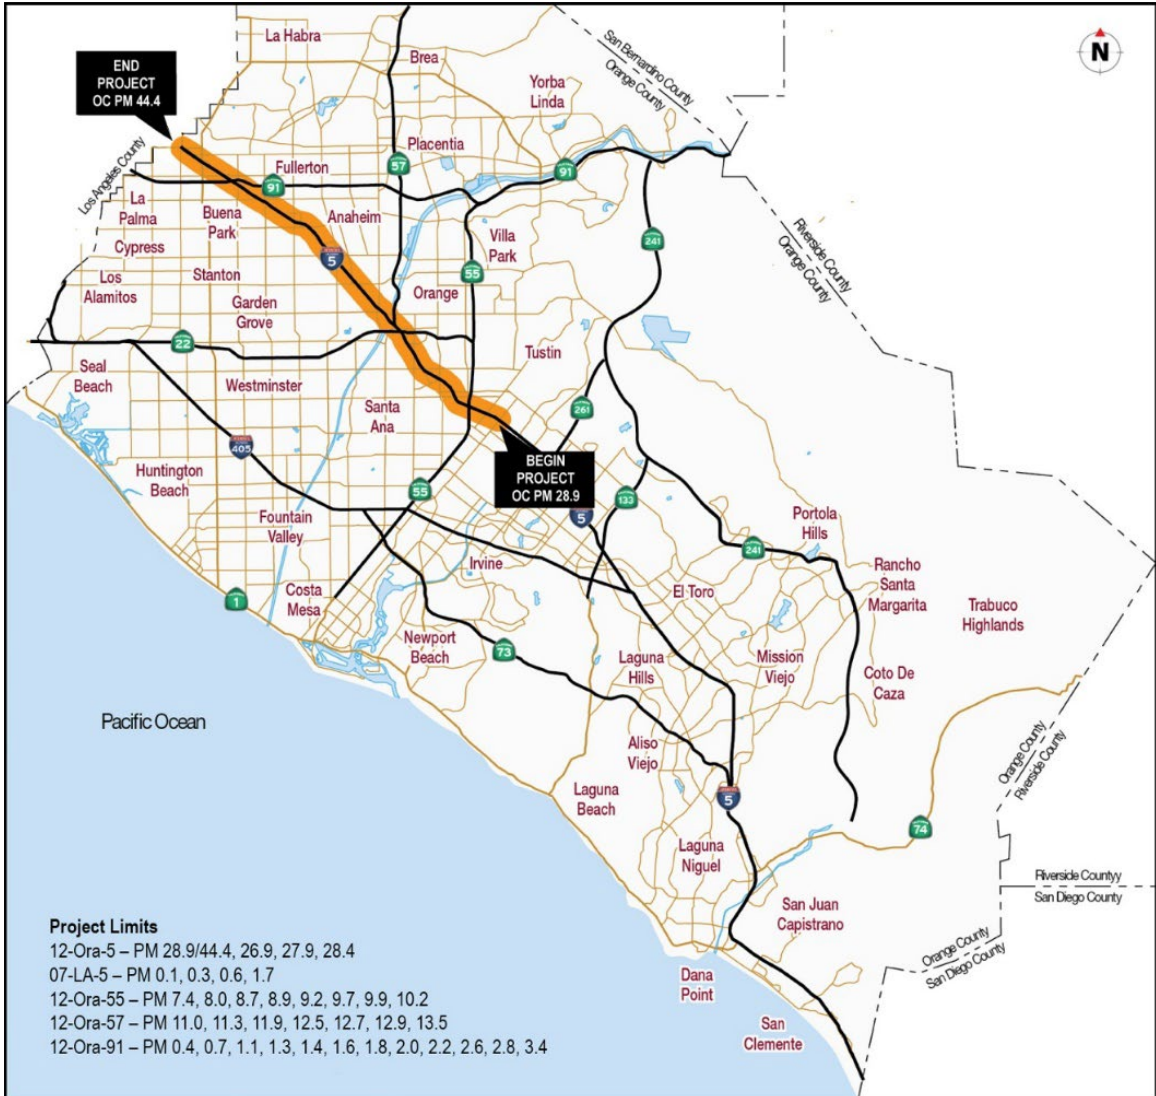 La Habra
Brea
San Bernardino County
Orange County
N
END
PROJECT
OC PM 44.4
Yorba
Linda
Los Angeles County
Placentia
57
Fullerton
91
91
La
Palma
Buena
Park
Anaheim
Villa
Park
241
Riverside County
Orange County
Cypress
5
55
Stanton
Los
Alamitos
Orange
Garden
Grove
22
Tustin
Seal
Beach
Westminster
Santa
Ana
261
405
BEGIN
PROJECT
OC PM 28.9
Huntington
Beach
55
133
5
Fountain
Valley
Portola
Hills
241
Irvine
El Toro
Rancho
Santa
Margarita
Trabuco
Highlands
Costa
Mesa
1
Newport
Beach
73
Laguna
Hills
Mission
Viejo
Coto De
Caza
Pacific Ocean
Aliso
Viejo
Orange County
Riverside County
Laguna
Beach
5
74
Laguna
Niguel
Riverside Countyy
San Diego County
San Juan
Capistrano
Orange County
San Diego County
Dana
Point
San
Clemente
Project Limits
12-Ora-5 – PM 28.9/44.4, 26.9, 27.9, 28.4
07-LA-5 – PM 0.1, 0.3, 0.6, 1.7
12-Ora-55 – PM 7.4, 8.0, 8.7, 8.9, 9.2, 9.7, 9.9, 10.2
12-Ora-57 – PM 11.0, 11.3, 11.9, 12.5, 12.7, 12.9, 13.5
12-Ora-91 – PM 0.4, 0.7, 1.1, 1.3, 1.4, 1.6, 1.8, 2.0, 2.2, 2.6, 2.8, 3.4